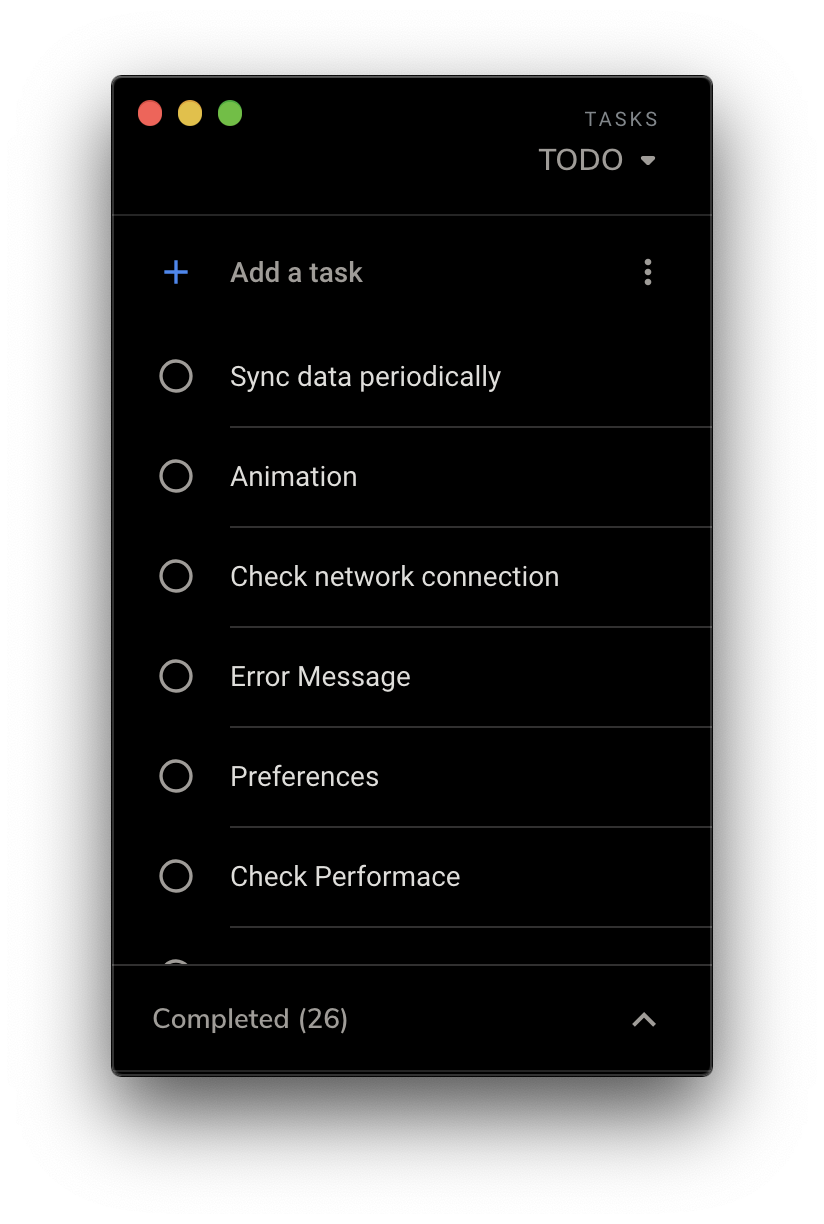 TASKS
TODO
Add a task
Sync data periodically
Animation
Check network connection
Error Message
Preferences
Check Performace
Completed (26)